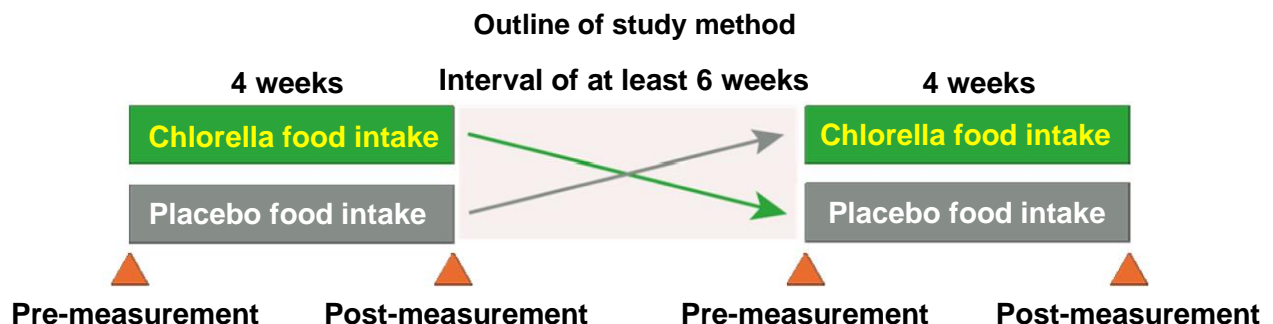 Outline of study method
4 weeks
Interval of at least 6 weeks
4 weeks
Chlorella food intake
Chlorella food intake
Placebo food intake
Placebo food intake
Pre-measurement
Post-measurement
Pre-measurement
Post-measurement